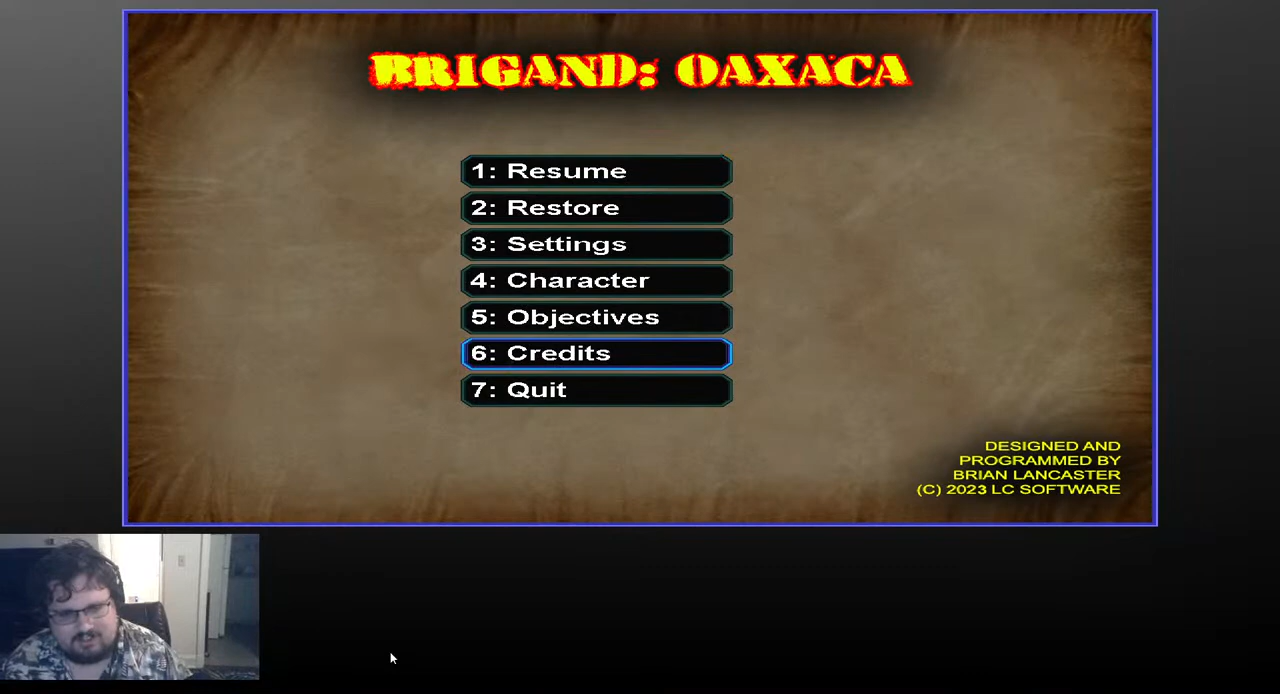 BRIGAND: OAXACA
1: Resume
2: Restore
3: Settings
4: Character
5: Objectives
6: Credits
7: Quit
DESIGNED AND
PROGRAMMED BY
BRIAN LANCASTER
(C) 2023 LC SOFTWARE